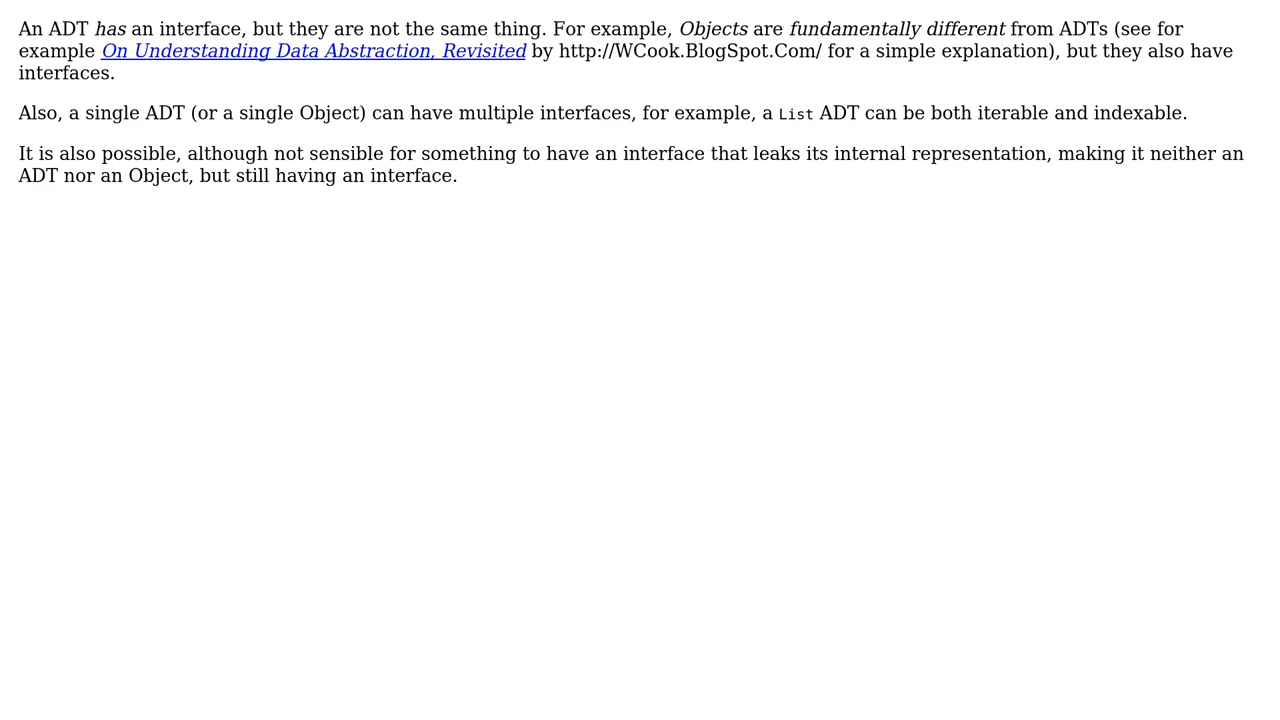 An ADT has an interface, but they are not the same thing. For example, Objects are fundamentally different from ADTs (see for
example On Understanding Data Abstraction, Revisited by http://WCook.BlogSpot.Com/ for a simple explanation), but they also have
interfaces.
Also, a single ADT (or a single Object) can have multiple interfaces, for example, a List ADT can be both iterable and indexable.
It is also possible, although not sensible for something to have an interface that leaks its internal representation, making it neither an
ADT nor an Object, but still having an interface.